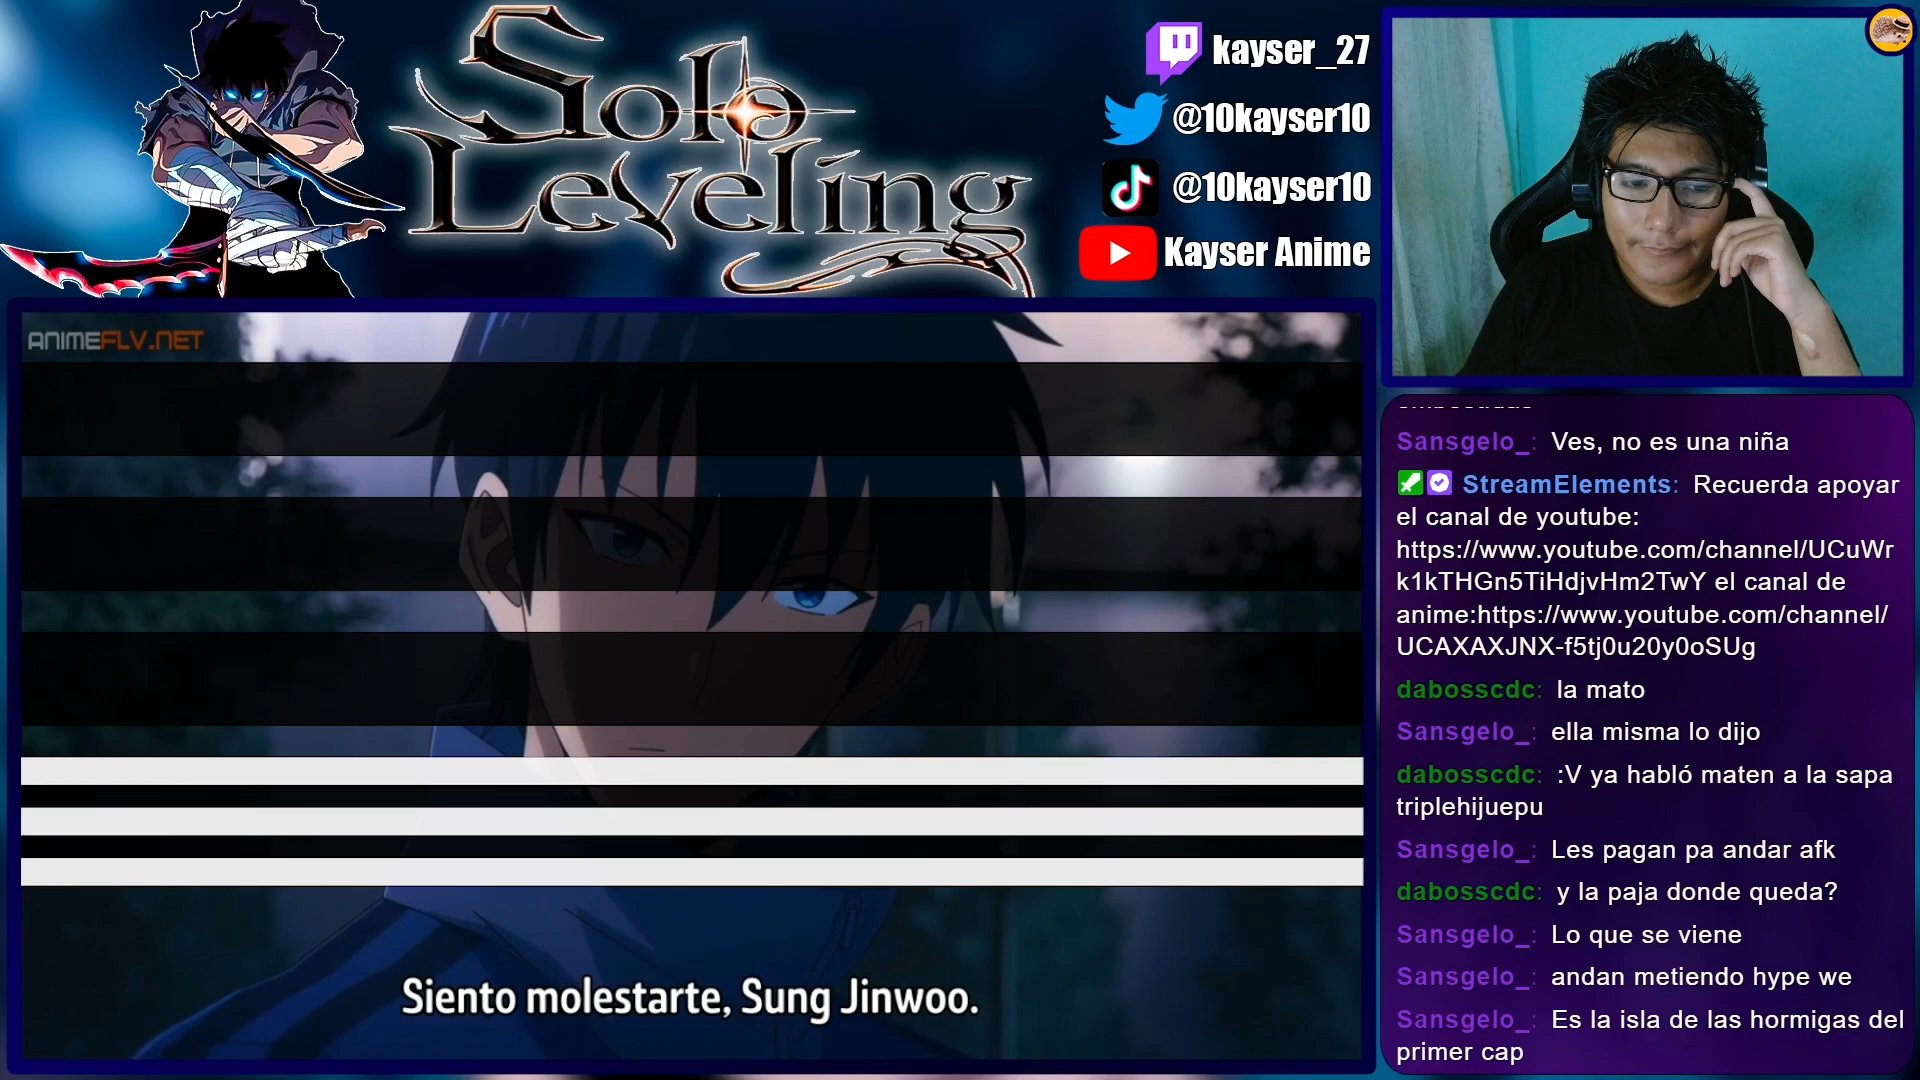 Solo
Leveling
kayser_27
@10kayser10
@10kayser10
Kayser Anime
ANIMEFLV.NET
Siento molestarte, Sung Jinwoo.
Sansgelo_: Ves, no es una niña
StreamElements: Recuerda apoyar
el canal de youtube:
https://www.youtube.com/channel/UCuWr
k1kTHGn5TiHdjvHm2TwY el canal de
anime:https://www.youtube.com/channel/
UCAXAXJNX-f5tj0u20y0oSUg
dabosscdc: la mato
Sansgelo_: ella misma lo dijo
dabosscdc: :V ya habló maten a la sapa
triplehijuepu
Sansgelo_: Les pagan pa andar afk
dabosscdc: y la paja donde queda?
Sansgelo_: Lo que se viene
Sansgelo_: andan metiendo hype we
Sansgelo_: Es la isla de las hormigas del
primer cap